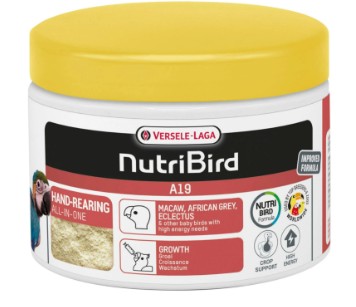 VERSELE-LAGA
NutriBird
A19
IMPROVED
FORMULA
HAND-REARING
ALL-IN-ONE
MACAW, AFRICAN GREY,
ECLECTUS
& other baby birds with
high energy needs
GROWTH
Groei
Croissance
Wachstum
NUTRI
BIRD
Formula
CROP
SUPPORT
HIGH
ENERGY